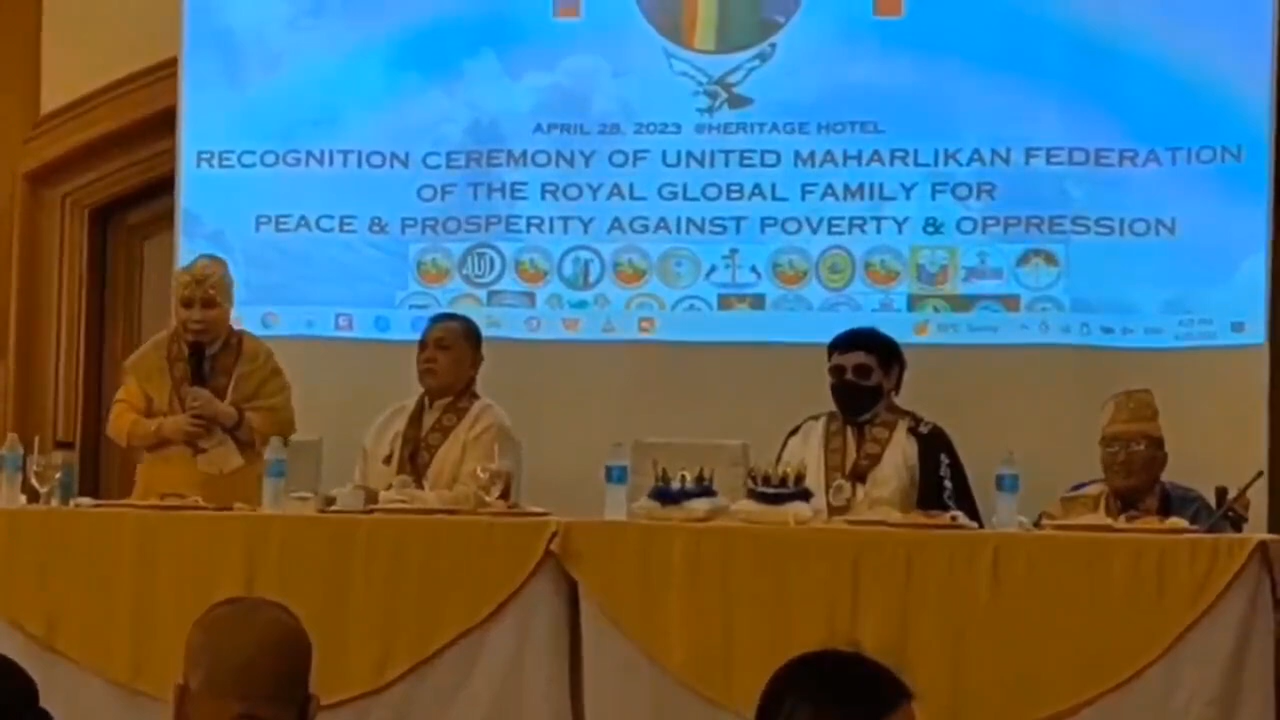 APRIL 28, 2023 @HERITAGE HOTEL
RECOGNITION CEREMONY OF UNITED MAHARLIKAN FEDERATION
OF THE ROYAL GLOBAL FAMILY FOR
PEACE & PROSPERITY AGAINST POVERTY & OPPRESSION